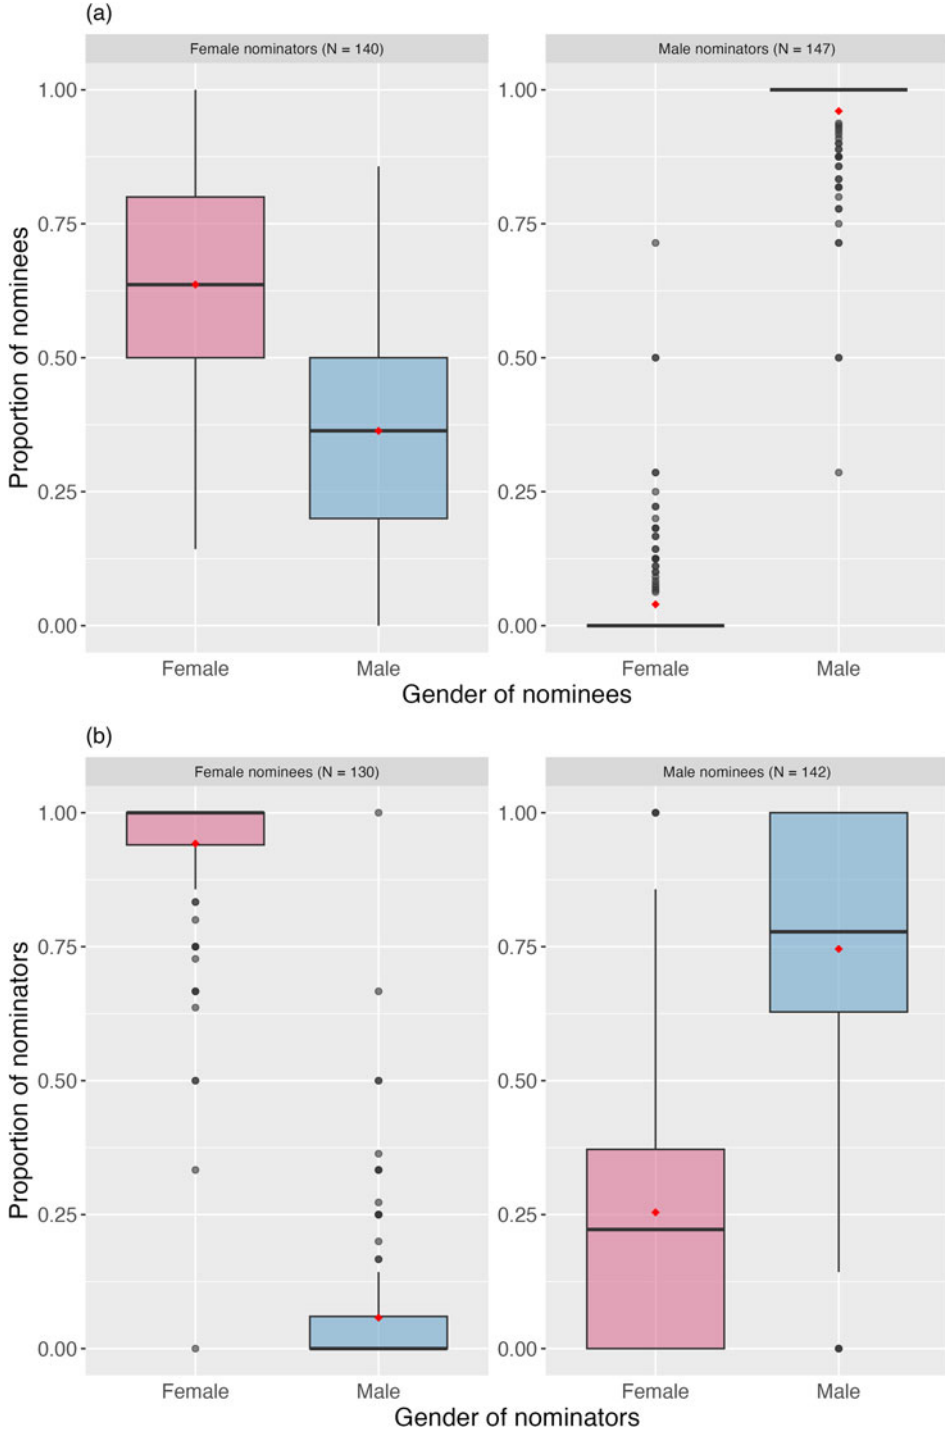 (a)
Female nominators (N = 140)
Male nominators (N = 147)
Proportion of nominees
1.00
0.75
0.50
0.25
0.00
1.00
0.75
0.50
0.25
0.00
Female
Male
Female
Male
Gender of nominees
(b)
Female nominees (N = 130)
Male nominees (N = 142)
Proportion of nominators
1.00
0.75
0.50
0.25
0.00
1.00
0.75
0.50
0.25
0.00
Female
Male
Female
Male
Gender of nominators